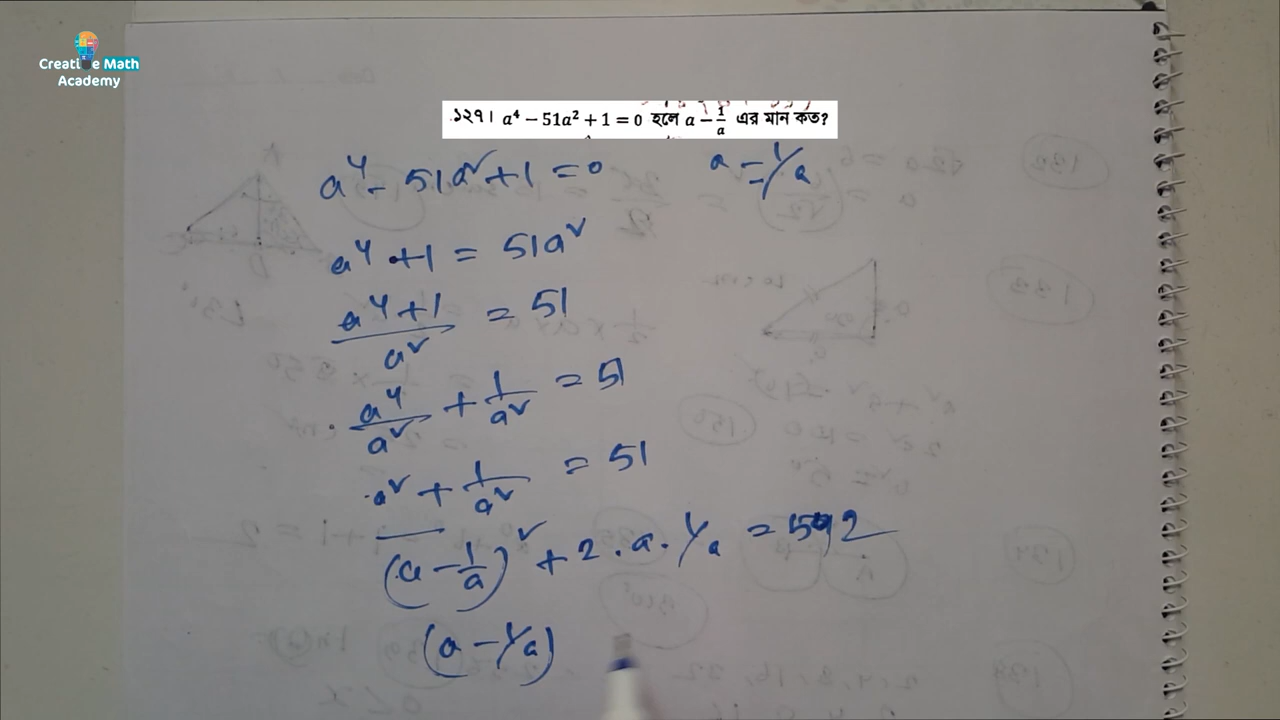 Creative Math
Academy
১২৭। a⁴ − 51a² + 1 = 0 হলে a − 1/a এর মান কত?
a⁴ - 51a² + 1 = 0
a - 1/a
a⁴ + 1 = 51a²
(a⁴ + 1)/a² = 51
a⁴/a² + 1/a² = 51
a² + 1/a² = 51
(a - 1/a)² + 2 . a . 1/a =
(a - 1/a)